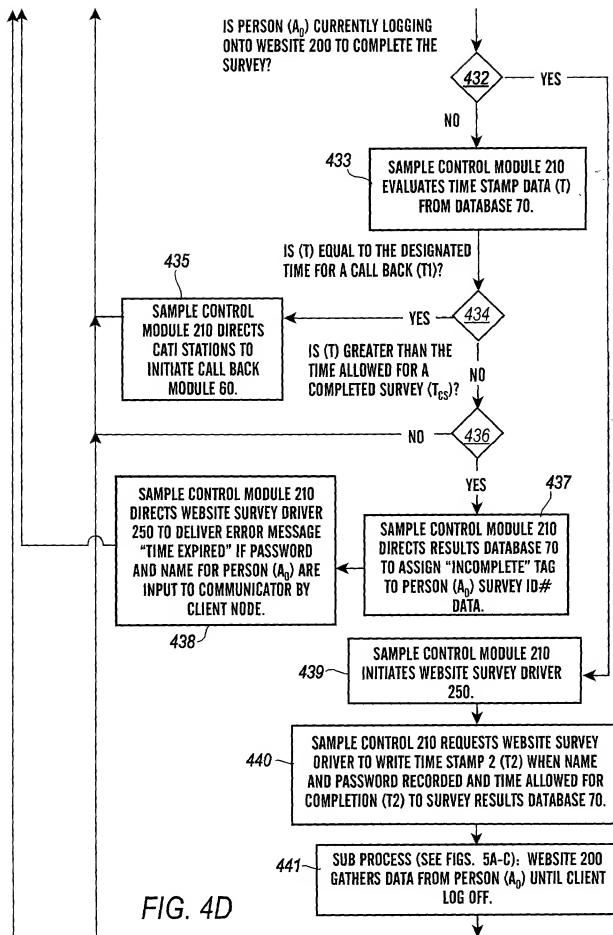 IS PERSON (A0) CURRENTLY LOGGING
ONTO WEBSITE 200 TO COMPLETE THE
SURVEY?
432
YES
NO
433
SAMPLE CONTROL MODULE 210
EVALUATES TIME STAMP DATA (T)
FROM DATABASE 70.
IS (T) EQUAL TO THE DESIGNATED
TIME FOR A CALL BACK (T1)?
435
SAMPLE CONTROL
MODULE 210 DIRECTS
CATI STATIONS TO
INITIATE CALL BACK
MODULE 60.
YES
434
IS (T) GREATER THAN THE
TIME ALLOWED FOR A
COMPLETED SURVEY (TCS)?
NO
NO
436
YES
437
SAMPLE CONTROL MODULE 210
DIRECTS WEBSITE SURVEY DRIVER
250 TO DELIVER ERROR MESSAGE
"TIME EXPIRED" IF PASSWORD
AND NAME FOR PERSON (A0) ARE
INPUT TO COMMUNICATOR BY
CLIENT NODE.
438
SAMPLE CONTROL MODULE 210
DIRECTS RESULTS DATABASE 70
TO ASSIGN "INCOMPLETE" TAG
TO PERSON (A0) SURVEY ID#
DATA.
439
SAMPLE CONTROL MODULE 210
INITIATES WEBSITE SURVEY DRIVER
250.
440
SAMPLE CONTROL 210 REQUESTS WEBSITE SURVEY
DRIVER TO WRITE TIME STAMP 2 (T2) WHEN NAME
AND PASSWORD RECORDED AND TIME ALLOWED FOR
COMPLETION (T2) TO SURVEY RESULTS DATABASE 70.
441
SUB PROCESS (SEE FIGS. 5A-C): WEBSITE 200
GATHERS DATA FROM PERSON (A0) UNTIL CLIENT
LOG OFF.
FIG. 4D